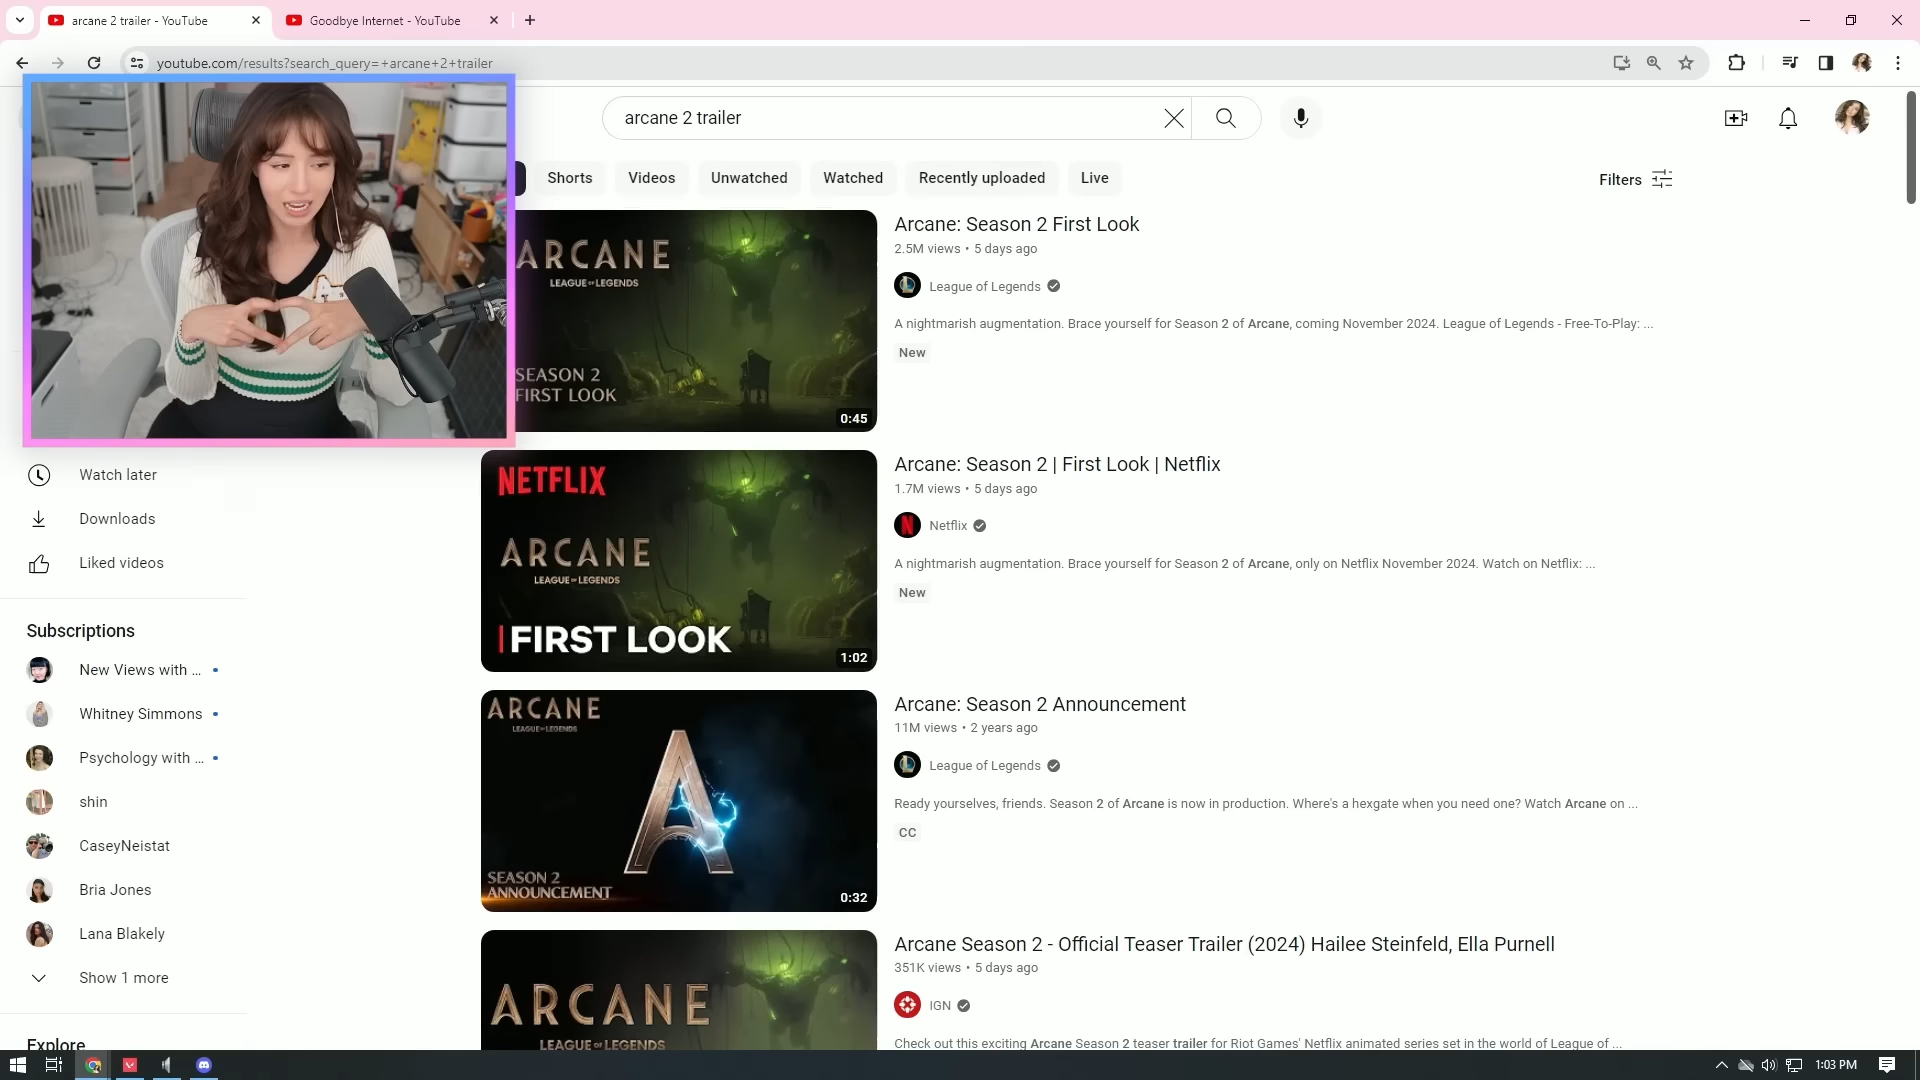 arcane 2 trailer - YouTube
Goodbye Internet - YouTube
youtube.com/results?search_query=+arcane+2+trailer
arcane 2 trailer
Shorts
Videos
Unwatched
Watched
Recently uploaded
Live
Filters
ARCANE
LEAGUE OF LEGENDS
SEASON 2
FIRST LOOK
0:45
Arcane: Season 2 First Look
2.5M views • 5 days ago
League of Legends
A nightmarish augmentation. Brace yourself for Season 2 of Arcane, coming November 2024. League of Legends - Free-To-Play: ...
New
NETFLIX
ARCANE
LEAGUE OF LEGENDS
FIRST LOOK
1:02
Arcane: Season 2 | First Look | Netflix
1.7M views • 5 days ago
Netflix
A nightmarish augmentation. Brace yourself for Season 2 of Arcane, only on Netflix November 2024. Watch on Netflix: ...
New
ARCANE
LEAGUE OF LEGENDS
A
SEASON 2
ANNOUNCEMENT
0:32
Arcane: Season 2 Announcement
11M views • 2 years ago
League of Legends
Ready yourselves, friends. Season 2 of Arcane is now in production. Where's a hexgate when you need one? Watch Arcane on ...
CC
ARCANE
LEAGUE OF LEGENDS
Arcane Season 2 - Official Teaser Trailer (2024) Hailee Steinfeld, Ella Purnell
351K views • 5 days ago
IGN
Check out this exciting Arcane Season 2 teaser trailer for Riot Games' Netflix animated series set in the world of League of ...
Watch later
Downloads
Liked videos
Subscriptions
New Views with ...
Whitney Simmons
Psychology with ...
shin
CaseyNeistat
Bria Jones
Lana Blakely
Show 1 more
Explore
1:03 PM